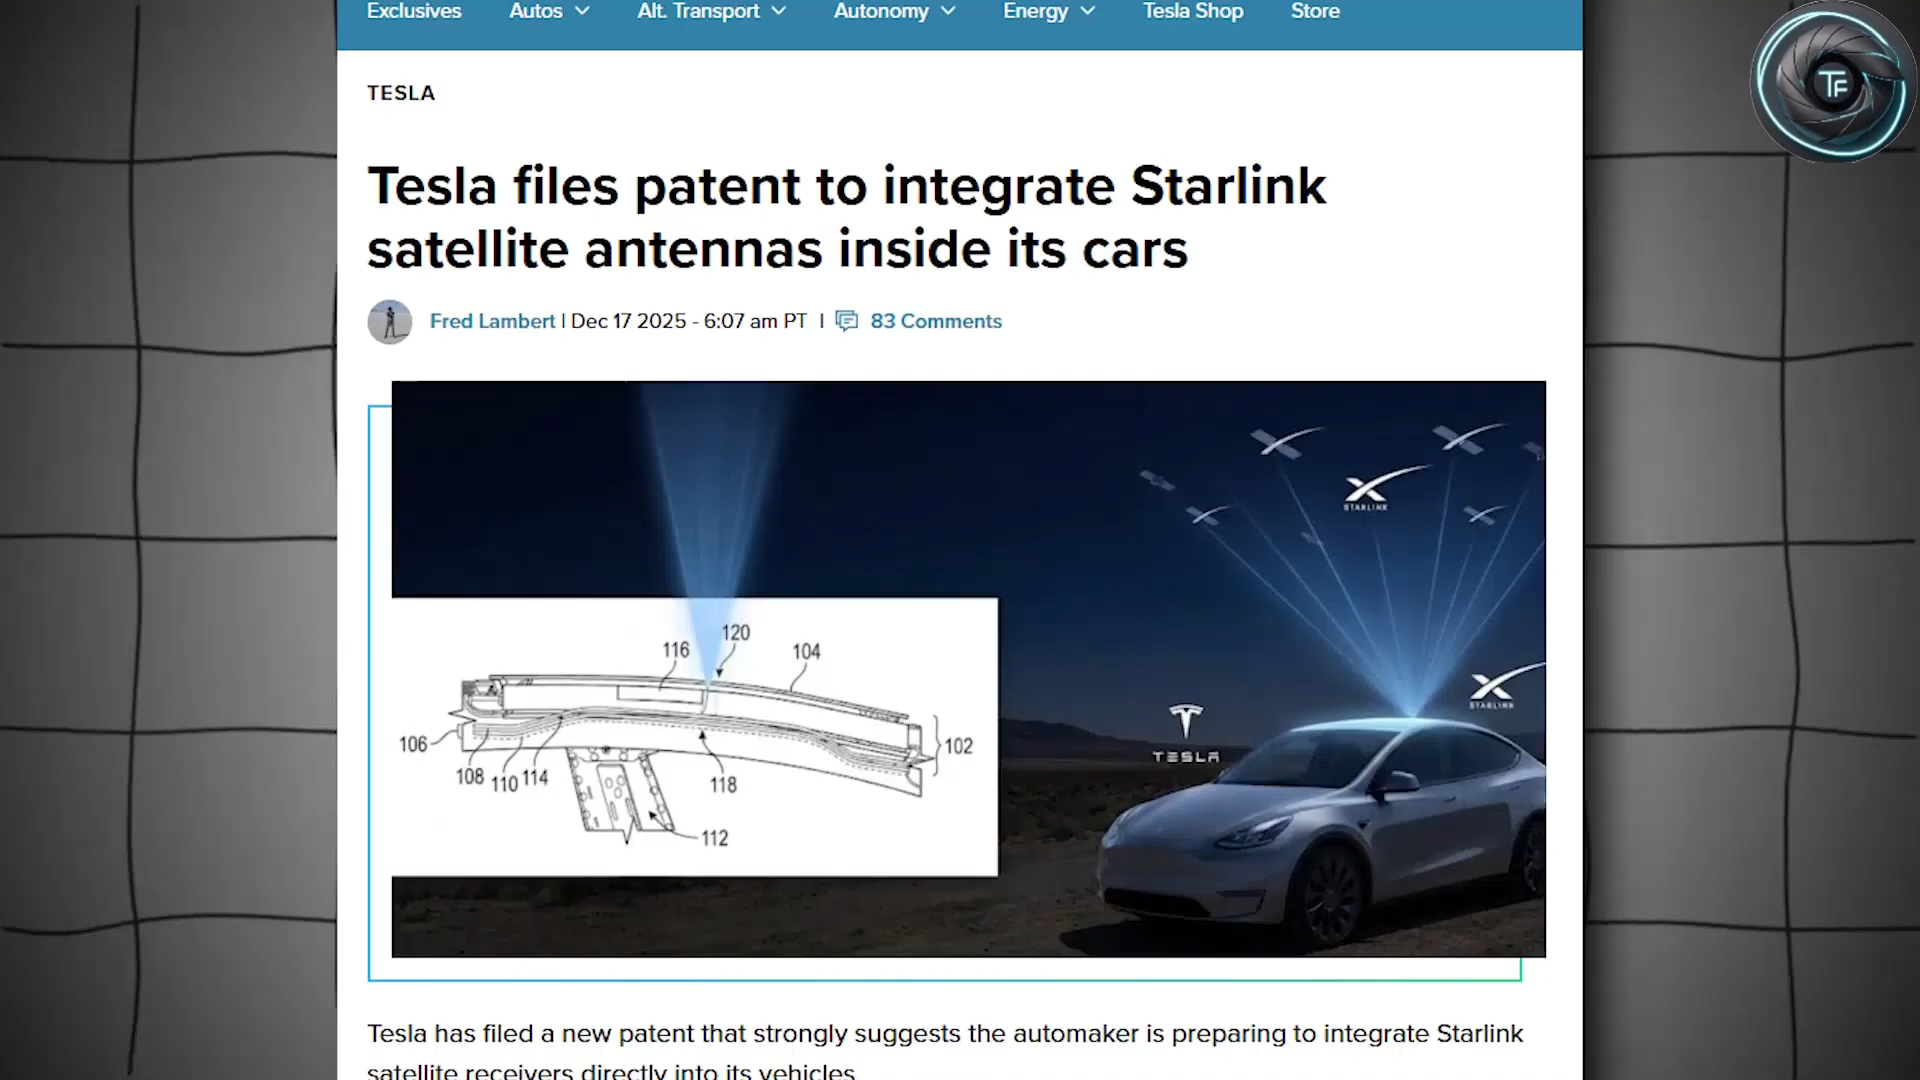 Exclusives Autos Alt. Transport Autonomy Energy Tesla Shop Store
TF
TESLA
Tesla files patent to integrate Starlink
satellite antennas inside its cars
Fred Lambert | Dec 17 2025 - 6:07 am PT | 83 Comments
STARLINK
120
116
104
STARLINK
TESLA
106
102
108
110
114
118
112
Tesla has filed a new patent that strongly suggests the automaker is preparing to integrate Starlink
satellite receivers directly into its vehicles.